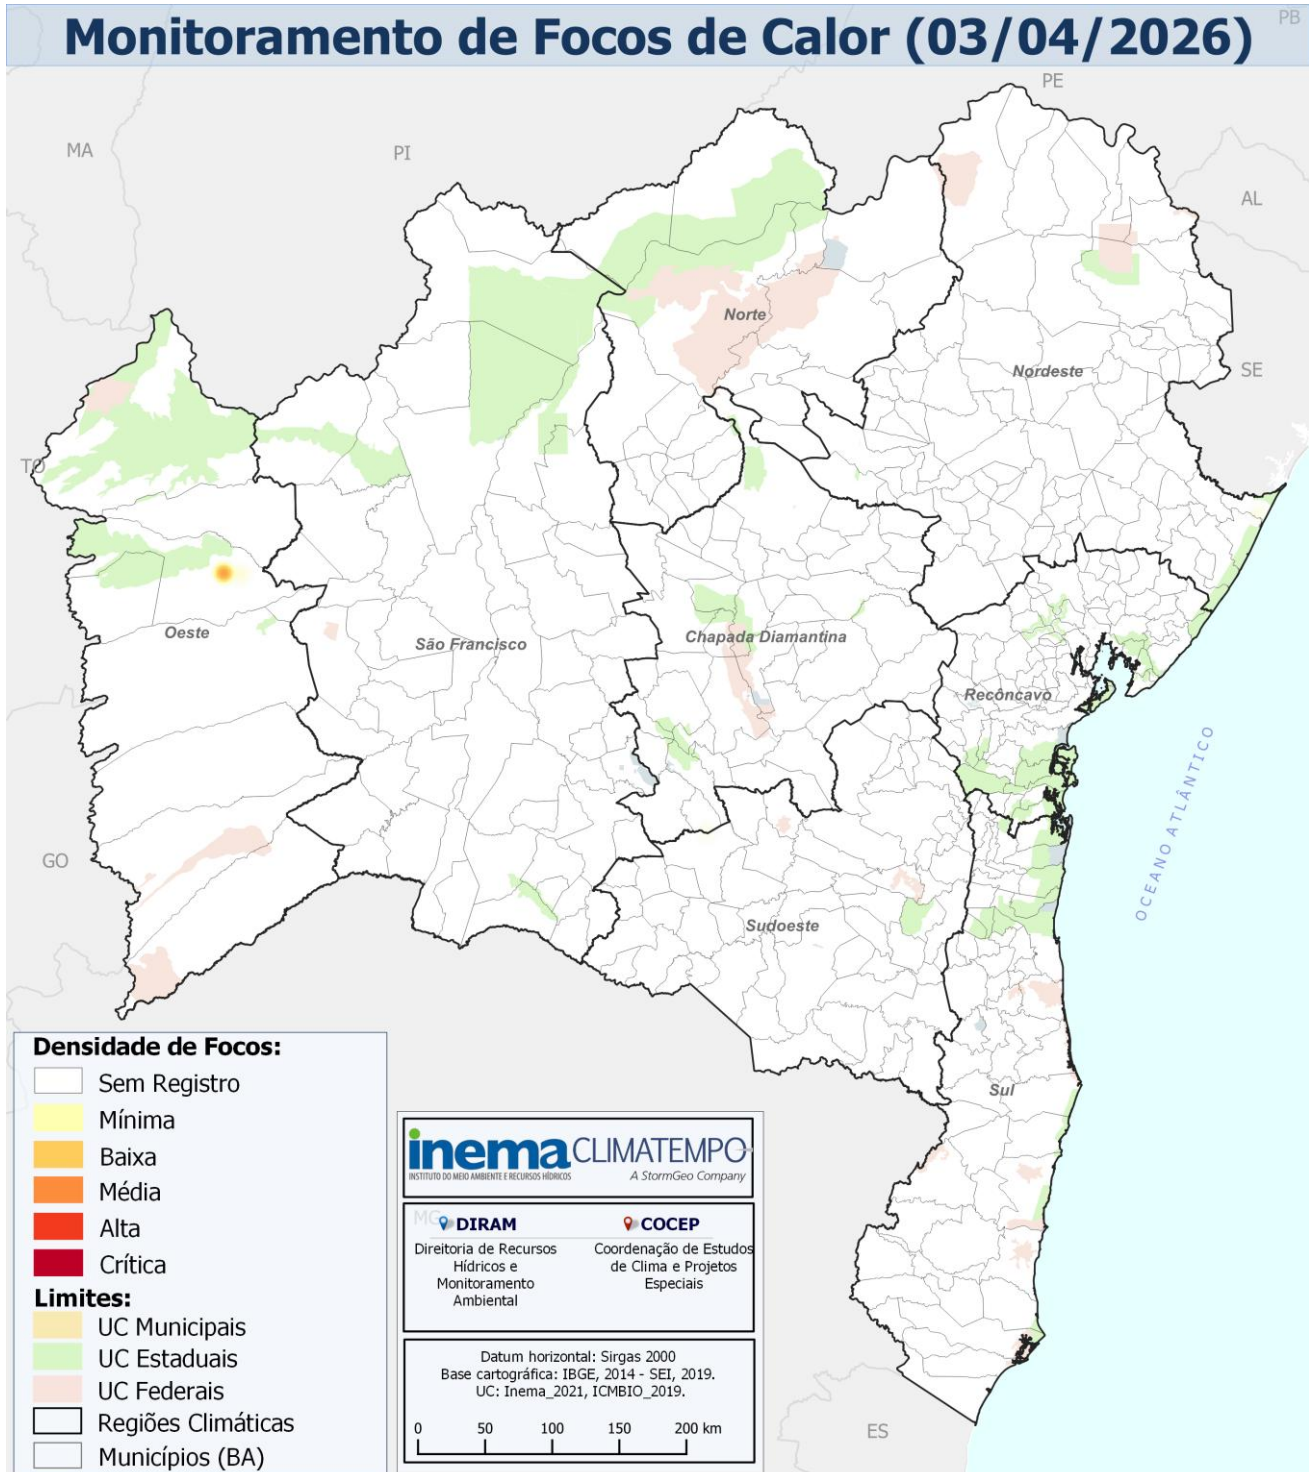 Monitoramento de Focos de Calor (03/04/2026)
PB
PE
MA
PI
AL
Norte
Nordeste
SE
TO
Oeste
São Francisco
Chapada Diamantina
Recôncavo
OCEANO ATLÂNTICO
GO
Sudoeste
Sul
Densidade de Focos:
Sem Registro
Mínima
Baixa
Média
Alta
Crítica
Limites:
UC Municipais
UC Estaduais
UC Federais
Regiões Climáticas
Municípios (BA)
inema CLIMATEMPO
INSTITUTO DO MEIO AMBIENTE E RECURSOS HÍDRICOS
A StormGeo Company
MG
DIRAM
Direitoria de Recursos
Hídricos e
Monitoramento
Ambiental
COCEP
Coordenação de Estudos
de Clima e Projetos
Especiais
Datum horizontal: Sirgas 2000
Base cartográfica: IBGE, 2014 - SEI, 2019.
UC: Inema_2021, ICMBIO_2019.
0 50 100 150 200 km
ES